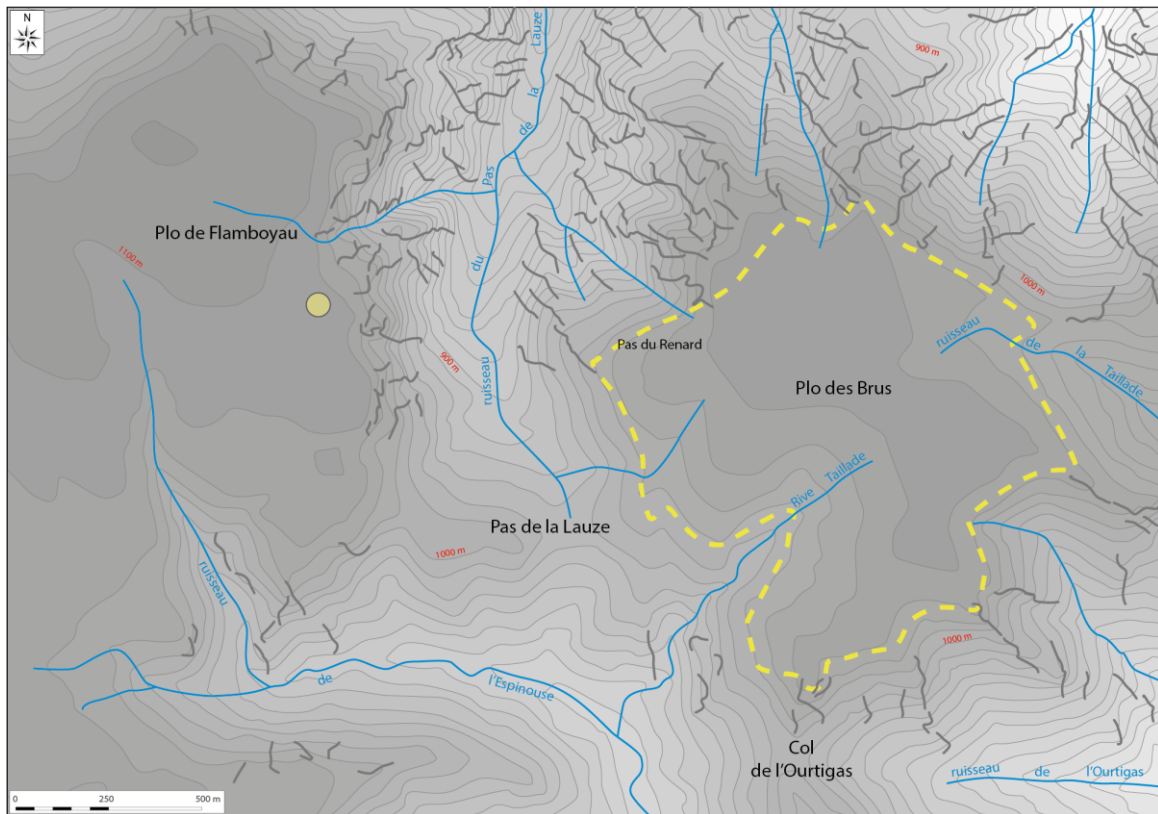 N
900 m
ruisseau du Pas de la Lauze
Plo de Flamboyau
1100 m
1000 m
ruisseau de la Taillade
Pas du Renard
900 m
Plo des Brus
Rive Taillade
Pas de la Lauze
1000 m
ruisseau de l'Espinouse
1000 m
Col
de l'Ourtigas
ruisseau de l'Ourtigas
0 250 500 m